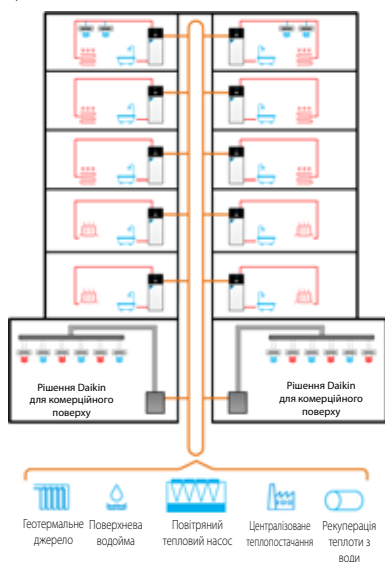 Рішення Daikin
для комерційного
поверху
Рішення Daikin
для комерційного
поверху
Геотермальне
джерело
Поверхнева
водойма
Повітряний
тепловий насос
Централізоване
теплопостачання
Рекуперація
теплоти з
води